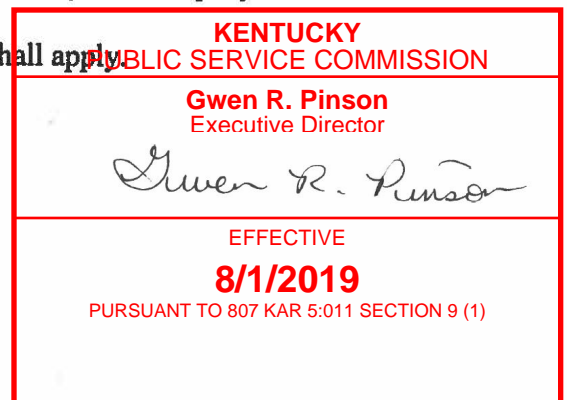 KENTUCKY
hall apply.
PUBLIC SERVICE COMMISSION
Gwen R. Pinson
Executive Director
Gwen R. Pinson
EFFECTIVE
8/1/2019
PURSUANT TO 807 KAR 5:011 SECTION 9 (1)